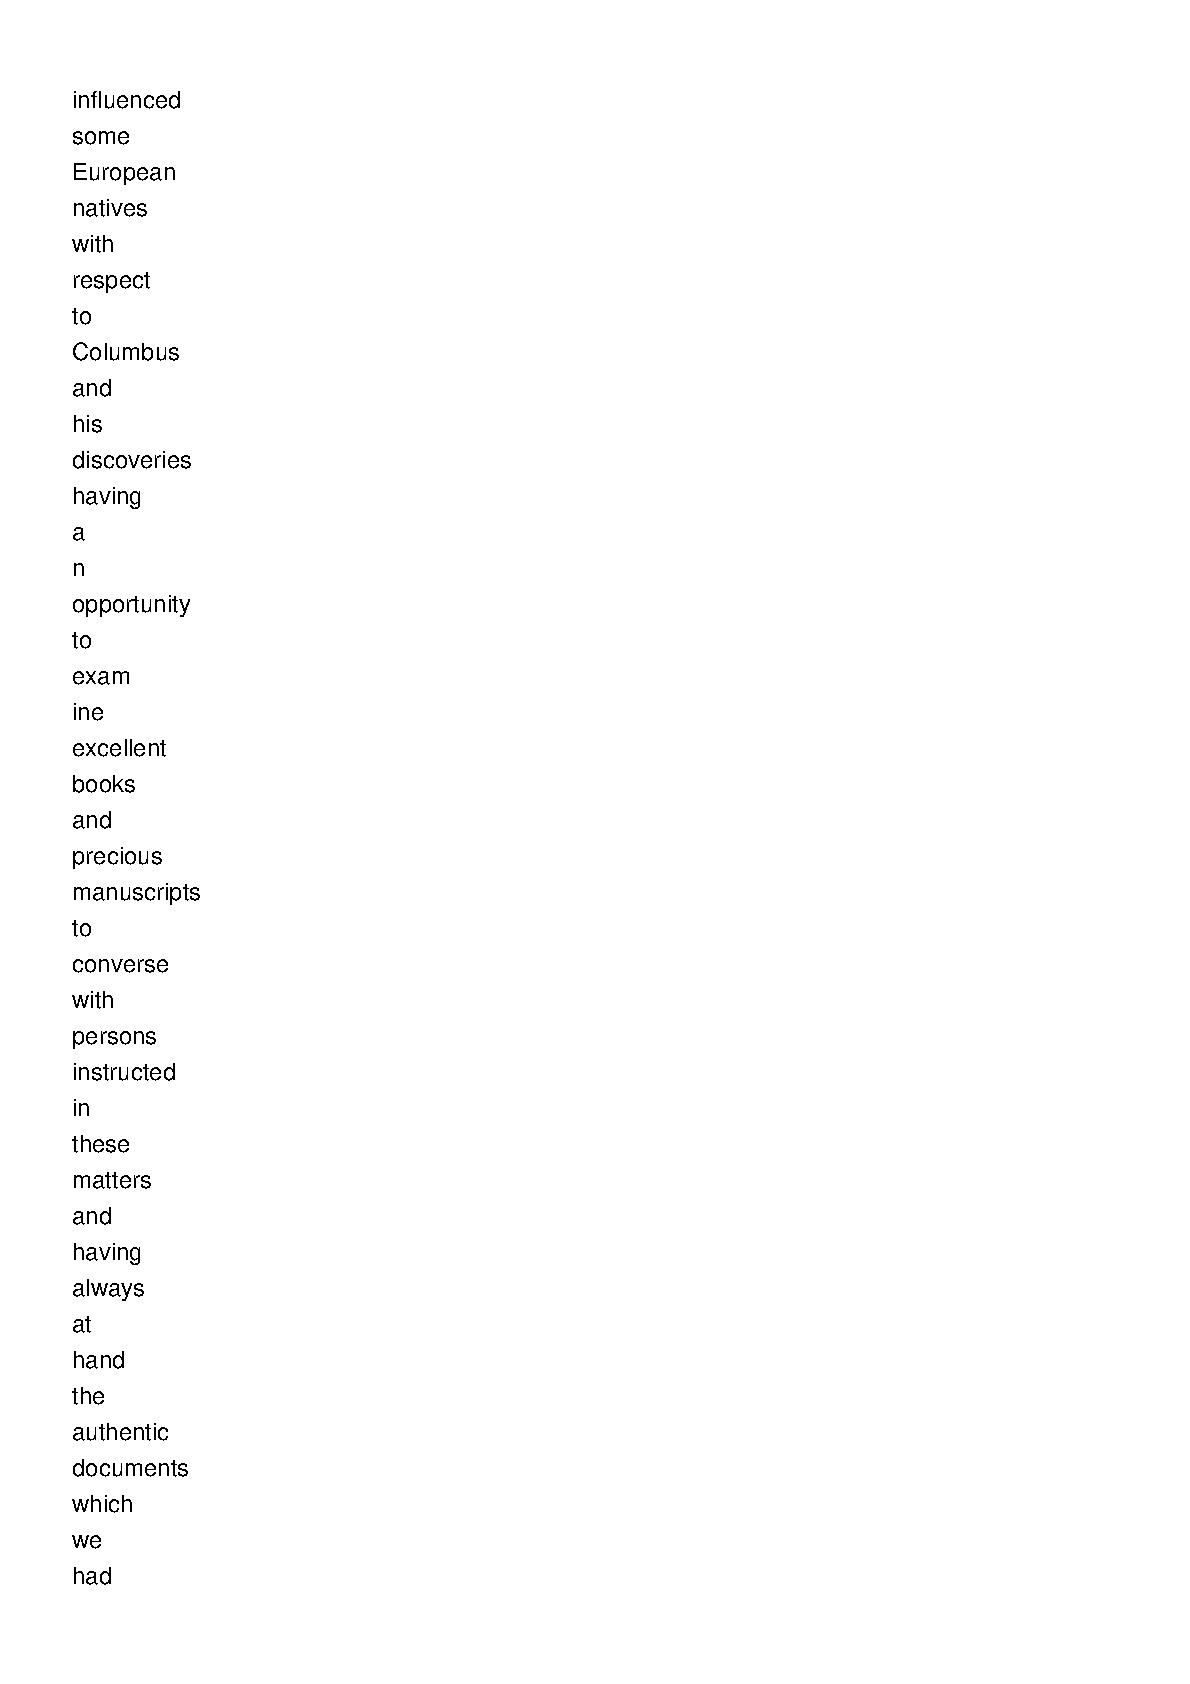 influenced
some
European
natives
with
respect
to
Columbus
and
his
discoveries
having
a
n
opportunity
to
exam
ine
excellent
books
and
precious
manuscripts
to
converse
with
persons
instructed
in
these
matters
and
having
always
at
hand
the
authentic
documents
which
we
had